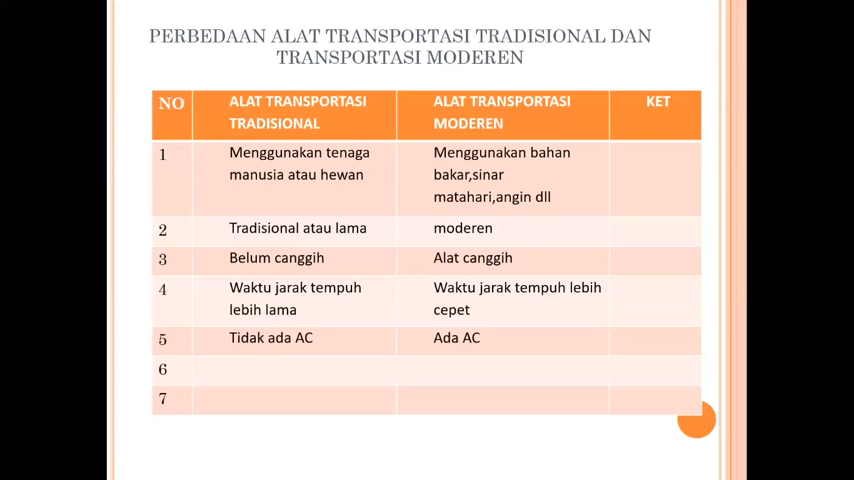 PERBEDAAN ALAT TRANSPORTASI TRADISIONAL DAN
TRANSPORTASI MODEREN
NO
ALAT TRANSPORTASI
TRADISIONAL
ALAT TRANSPORTASI
MODEREN
KET
1
Menggunakan tenaga
manusia atau hewan
Menggunakan bahan
bakar,sinar
matahari,angin dll
2
Tradisional atau lama
moderen
3
Belum canggih
Alat canggih
4
Waktu jarak tempuh
lebih lama
Waktu jarak tempuh lebih
cepet
5
Tidak ada AC
Ada AC
6
7